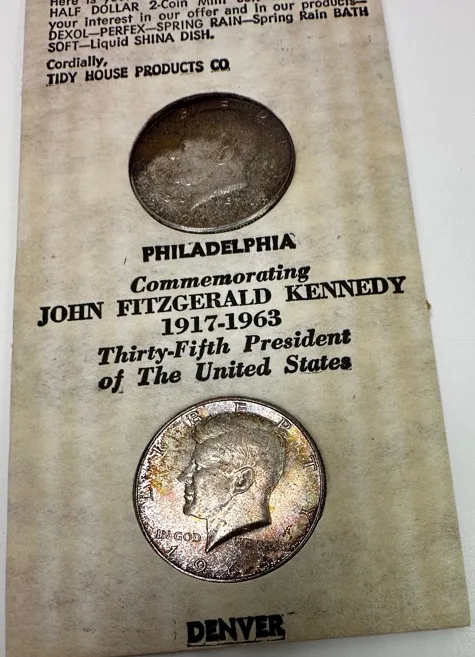 HALF DOLLAR 2-Coin Mint
your interest in our offer and in our products—
DEXOL—PERFEX—SPRING RAIN—Spring Rain BATH
SOFT—Liquid SHINA DISH.
Cordially,
TIDY HOUSE PRODUCTS CO.
PHILADELPHIA
Commemorating
JOHN FITZGERALD KENNEDY
1917-1963
Thirty-Fifth President
of The United States
IN GOD WE
DENVER